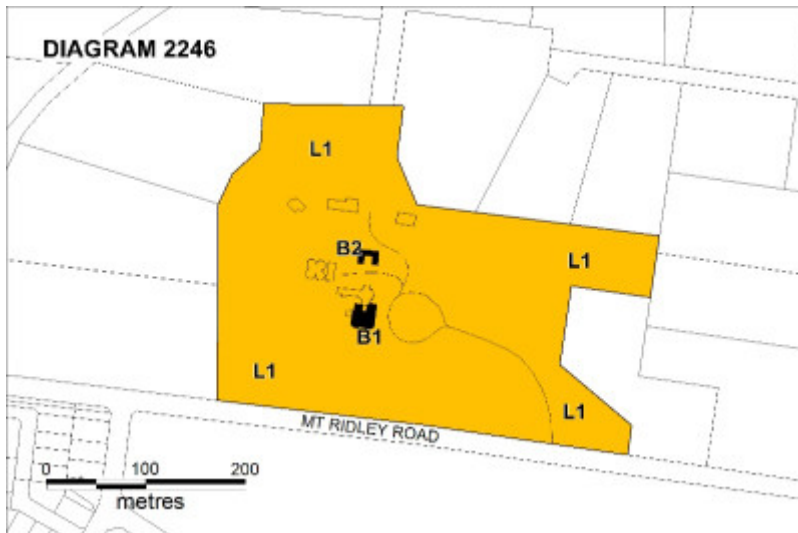 DIAGRAM 2246
L1
B2
L1
B1
L1
L1
MT RIDLEY ROAD
0 100 200
metres